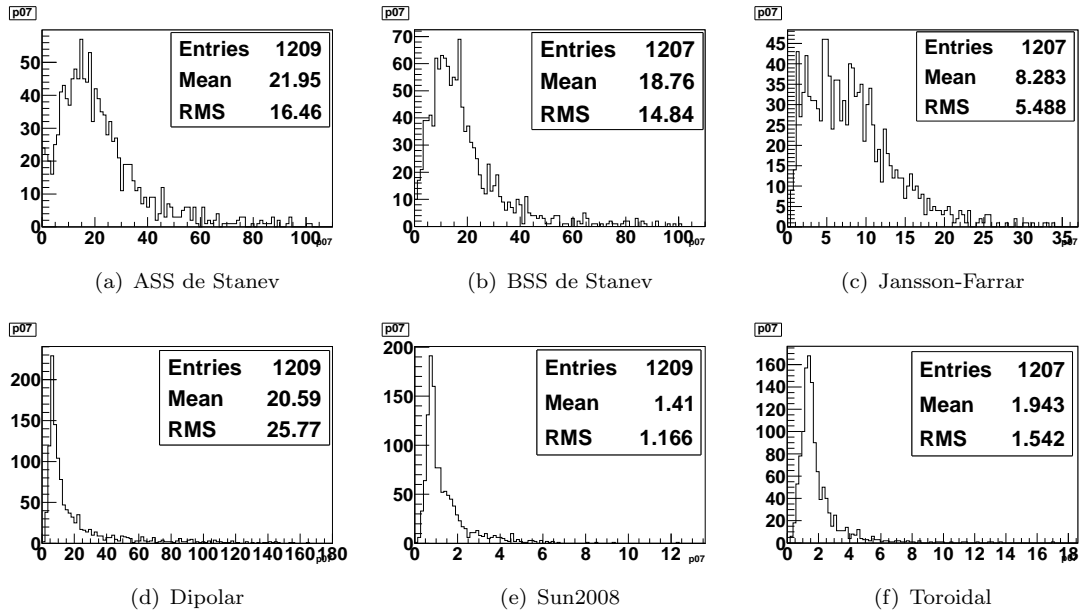 p07
Entries 1209
Mean 21.95
RMS 16.46
50
40
30
20
10
0
0 20 40 60 80 100
p07
(a) ASS de Stanev
p07
Entries 1207
Mean 18.76
RMS 14.84
70
60
50
40
30
20
10
0
0 20 40 60 80 100
p07
(b) BSS de Stanev
p07
Entries 1207
Mean 8.283
RMS 5.488
45
40
35
30
25
20
15
10
5
0
0 5 10 15 20 25 30 35
p07
(c) Jansson-Farrar
p07
Entries 1209
Mean 20.59
RMS 25.77
200
150
100
50
0
0 20 40 60 80 100 120 140 160 180
p07
(d) Dipolar
p07
Entries 1209
Mean 1.41
RMS 1.166
200
150
100
50
0
0 2 4 6 8 10 12
p07
(e) Sun2008
p07
Entries 1207
Mean 1.943
RMS 1.542
160
140
120
100
80
60
40
20
0
0 2 4 6 8 10 12 14 16 18
p07
(f) Toroidal